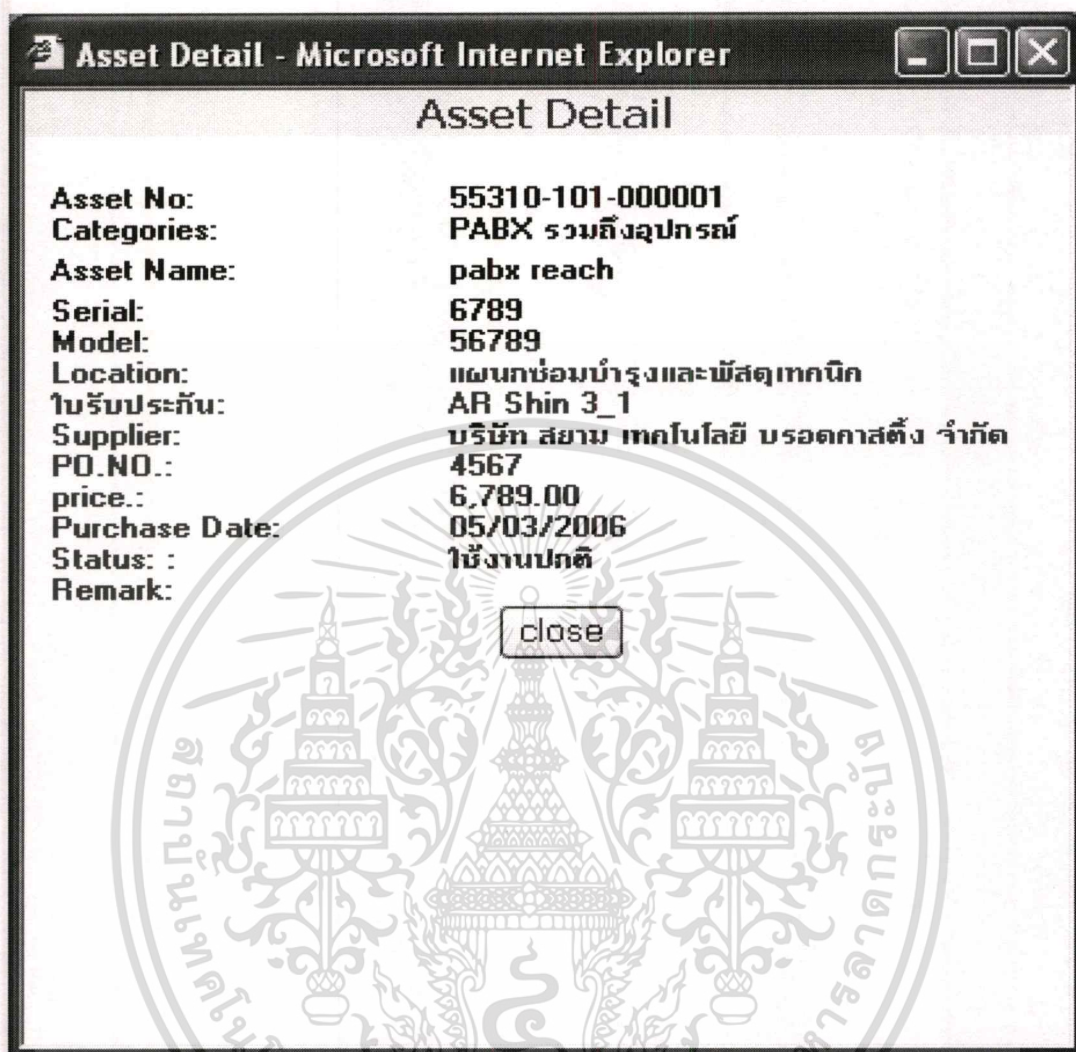 Asset Detail - Microsoft Internet Explorer
Asset Detail
Asset No: 55310-101-000001
Categories: PABX รวมถึงอุปกรณ์
Asset Name: pabx reach
Serial: 6789
Model: 56789
Location: แผนกซ่อมบำรุงและพัสดุเทคนิค
ใบรับประกัน: AR Shin 3_1
Supplier: บริษัท สยาม เทคโนโลยี บรอดกาสติ้ง จำกัด
PO.NO.: 4567
price.: 6,789.00
Purchase Date: 05/03/2006
Status: : ใช้งานปกติ
Remark:
close